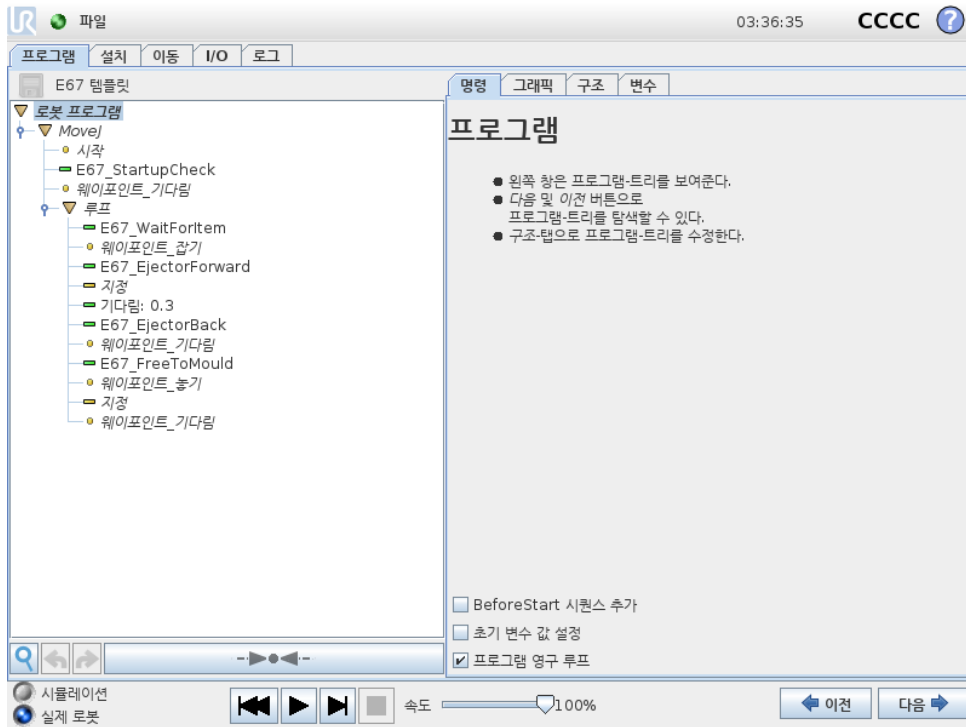 UR 파일 03:36:35 CCCC ?
프로그램 설치 이동 I/O 로그
E67 템플릿
명령 그래픽 구조 변수
로봇 프로그램
MoveJ
시작
E67_StartupCheck
웨이포인트_기다림
루프
E67_WaitForItem
웨이포인트_잡기
E67_EjectorForward
지정
기다림: 0.3
E67_EjectorBack
웨이포인트_기다림
E67_FreeToMould
웨이포인트_놓기
지정
웨이포인트_기다림
프로그램
왼쪽 창은 프로그램-트리를 보여준다.
다음 및 이전 버튼으로
프로그램-트리를 탐색할 수 있다.
구조-탭으로 프로그램-트리를 수정한다.
BeforeStart 시퀀스 추가
초기 변수 값 설정
프로그램 영구 루프
시뮬레이션
실제 로봇
속도 100%
이전 다음